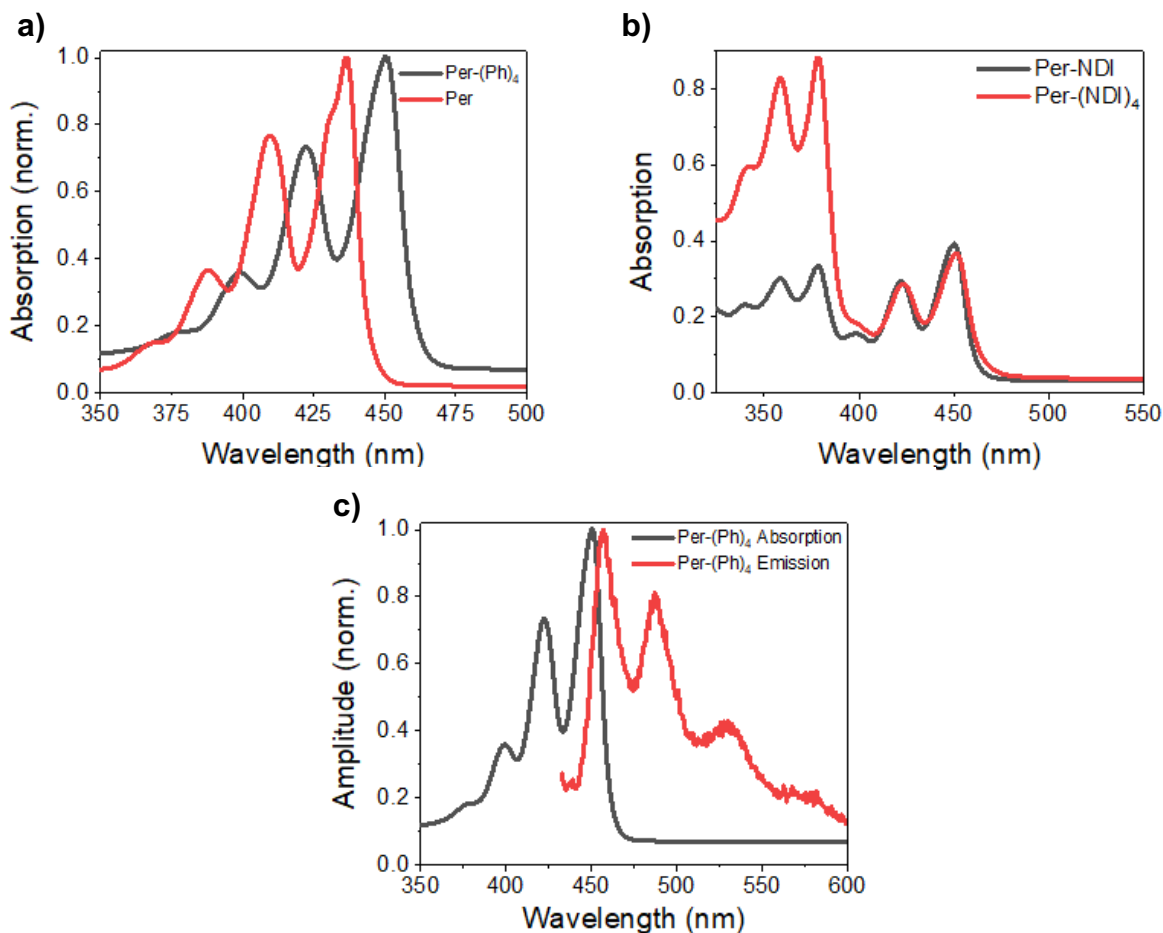 a)
Absorption (norm.)
1.0
0.8
0.6
0.4
0.2
0.0
Per-(Ph)₄
Per
350 375 400 425 450 475 500
Wavelength (nm)
b)
Absorption
0.8
0.6
0.4
0.2
0.0
Per-NDI
Per-(NDI)₄
350 400 450 500 550
Wavelength (nm)
c)
Amplitude (norm.)
1.0
0.8
0.6
0.4
0.2
0.0
Per-(Ph)₄ Absorption
Per-(Ph)₄ Emission
350 400 450 500 550 600
Wavelength (nm)